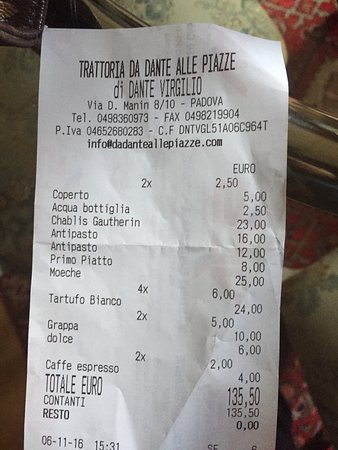 TRATTORIA DA DANTE ALLE PIAZZE
di DANTE VIRGILIO
Via D. Manin 8/10 - PADOVA
Tel. 0498360973 - FAX 0498219904
P.Iva 04652680283 - C.F DNTVGL51A06C964T
info@dadanteallepiazze.com
EURO
2x 2,50
Coperto 5,00
Acqua bottiglia 2,50
Chablis Gautherin 23,00
Antipasto 16,00
Antipasto 12,00
Primo Piatto 8,00
Moeche 25,00
4x 6,00
Tartufo Bianco 24,00
2x 5,00
Grappa 10,00
dolce 6,00
2x 2,00
Caffe espresso 4,00
TOTALE EURO 135,50
CONTANTI 135,50
RESTO 0,00
06-11-16 15:31 SF 6